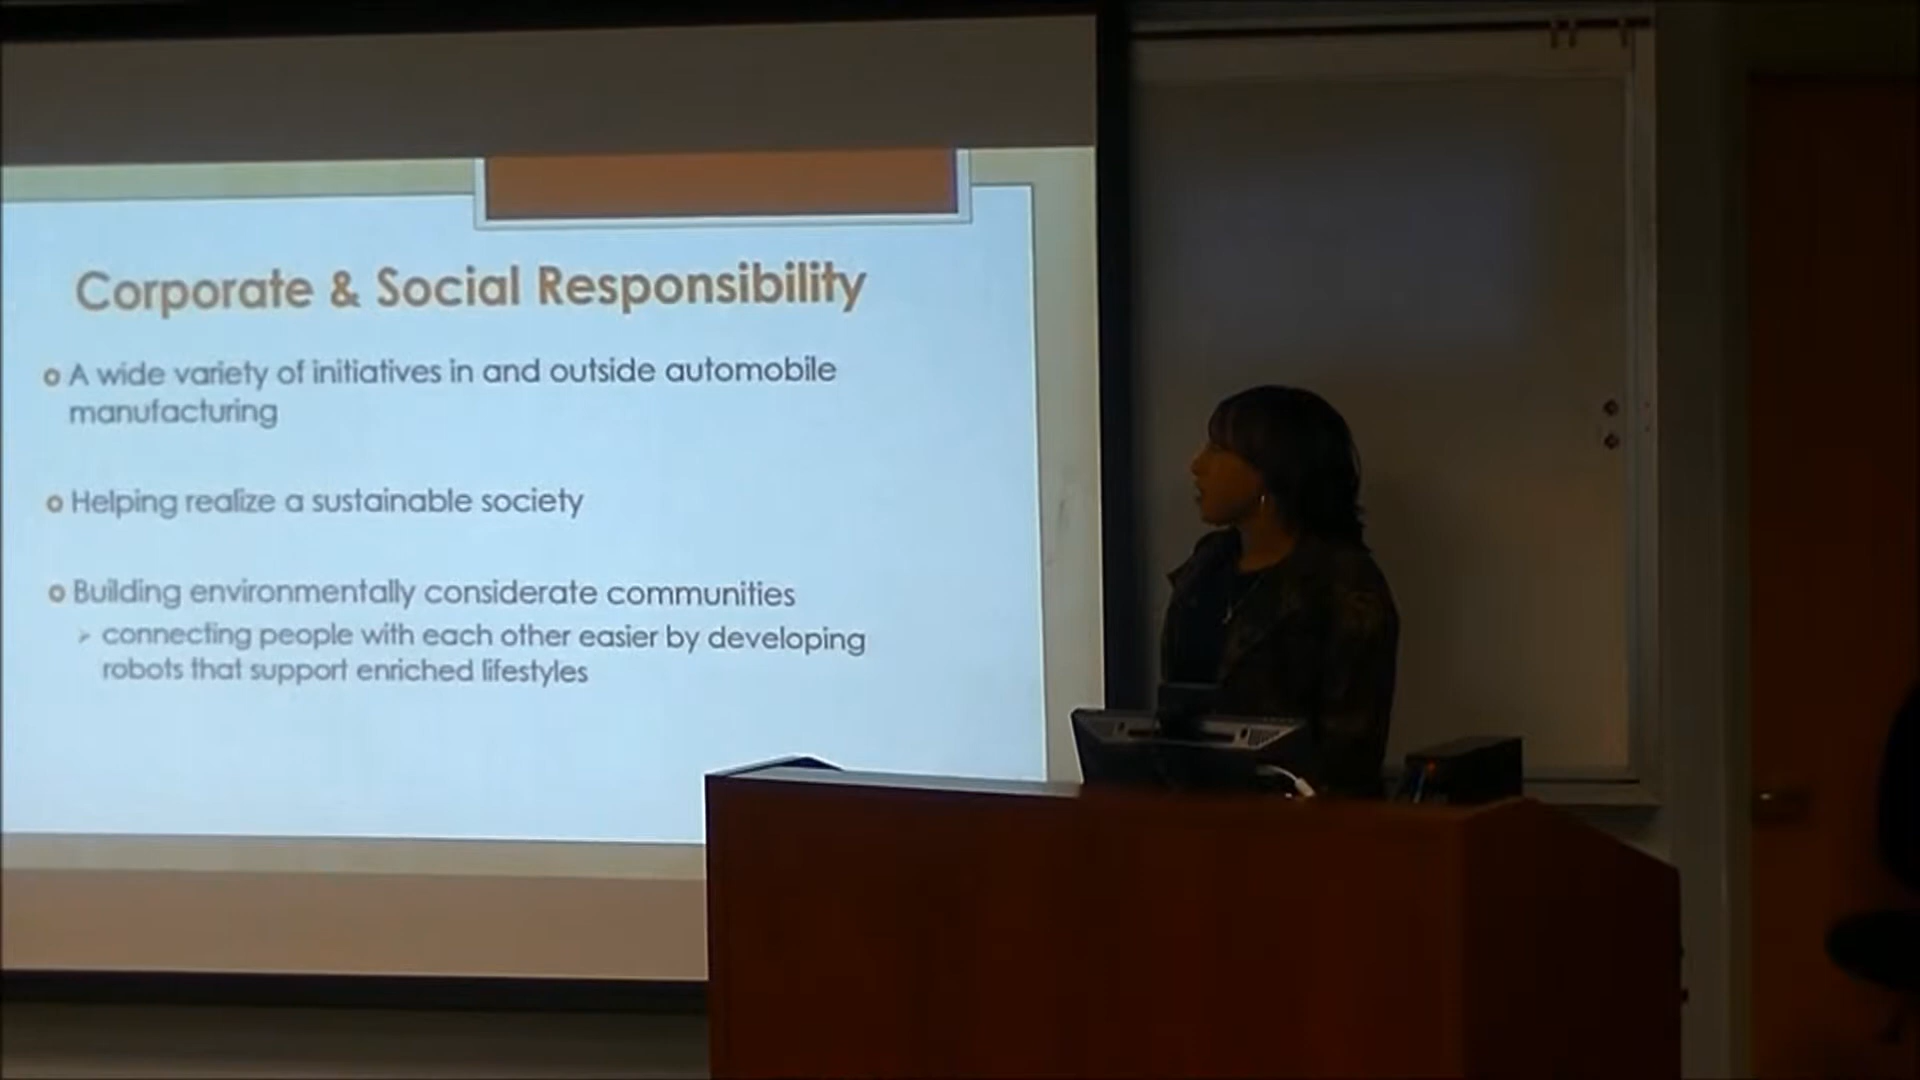 Corporate & Social Responsibility
A wide variety of initiatives in and outside automobile
manufacturing
Helping realize a sustainable society
Building environmentally considerate communities
connecting people with each other easier by developing
robots that support enriched lifestyles